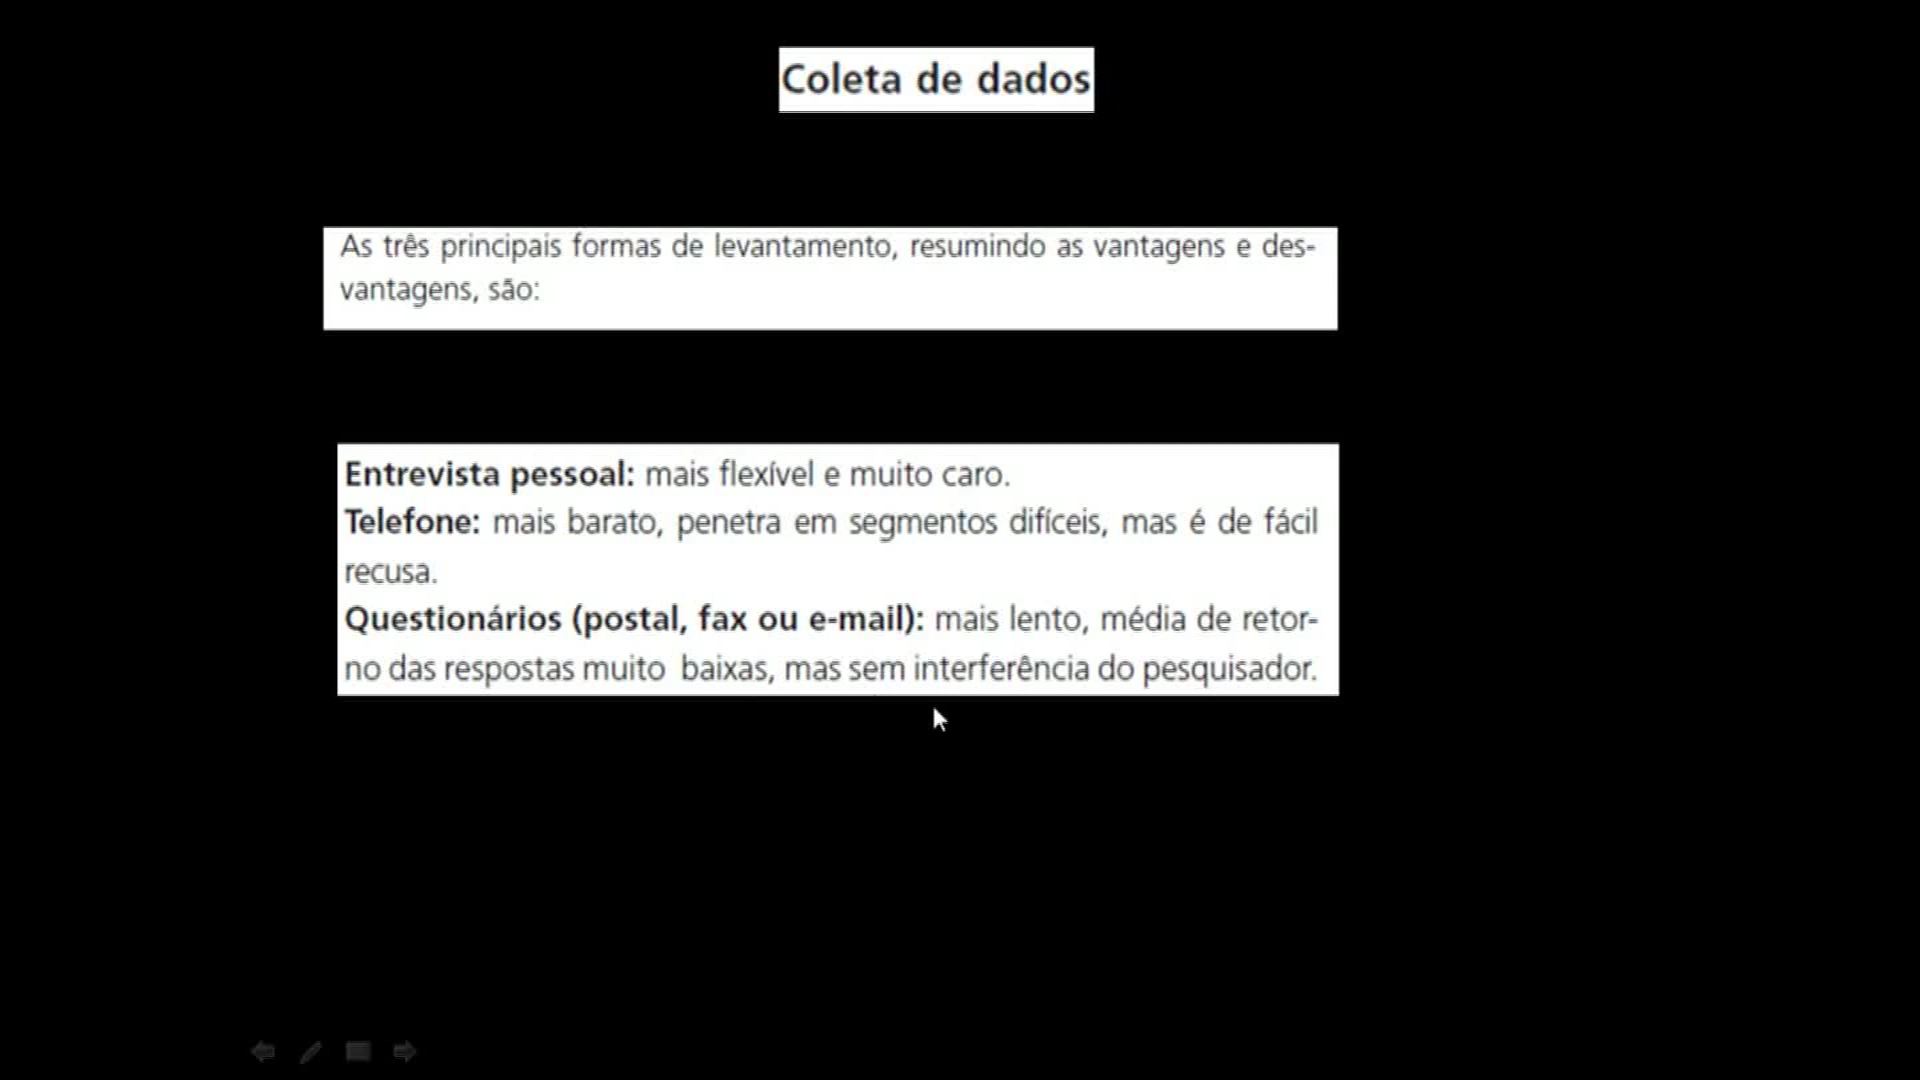 Coleta de dados
As três principais formas de levantamento, resumindo as vantagens e des-
vantagens, são:
Entrevista pessoal: mais flexível e muito caro.
Telefone: mais barato, penetra em segmentos difíceis, mas é de fácil
recusa.
Questionários (postal, fax ou e-mail): mais lento, média de retor-
no das respostas muito baixas, mas sem interferência do pesquisador.